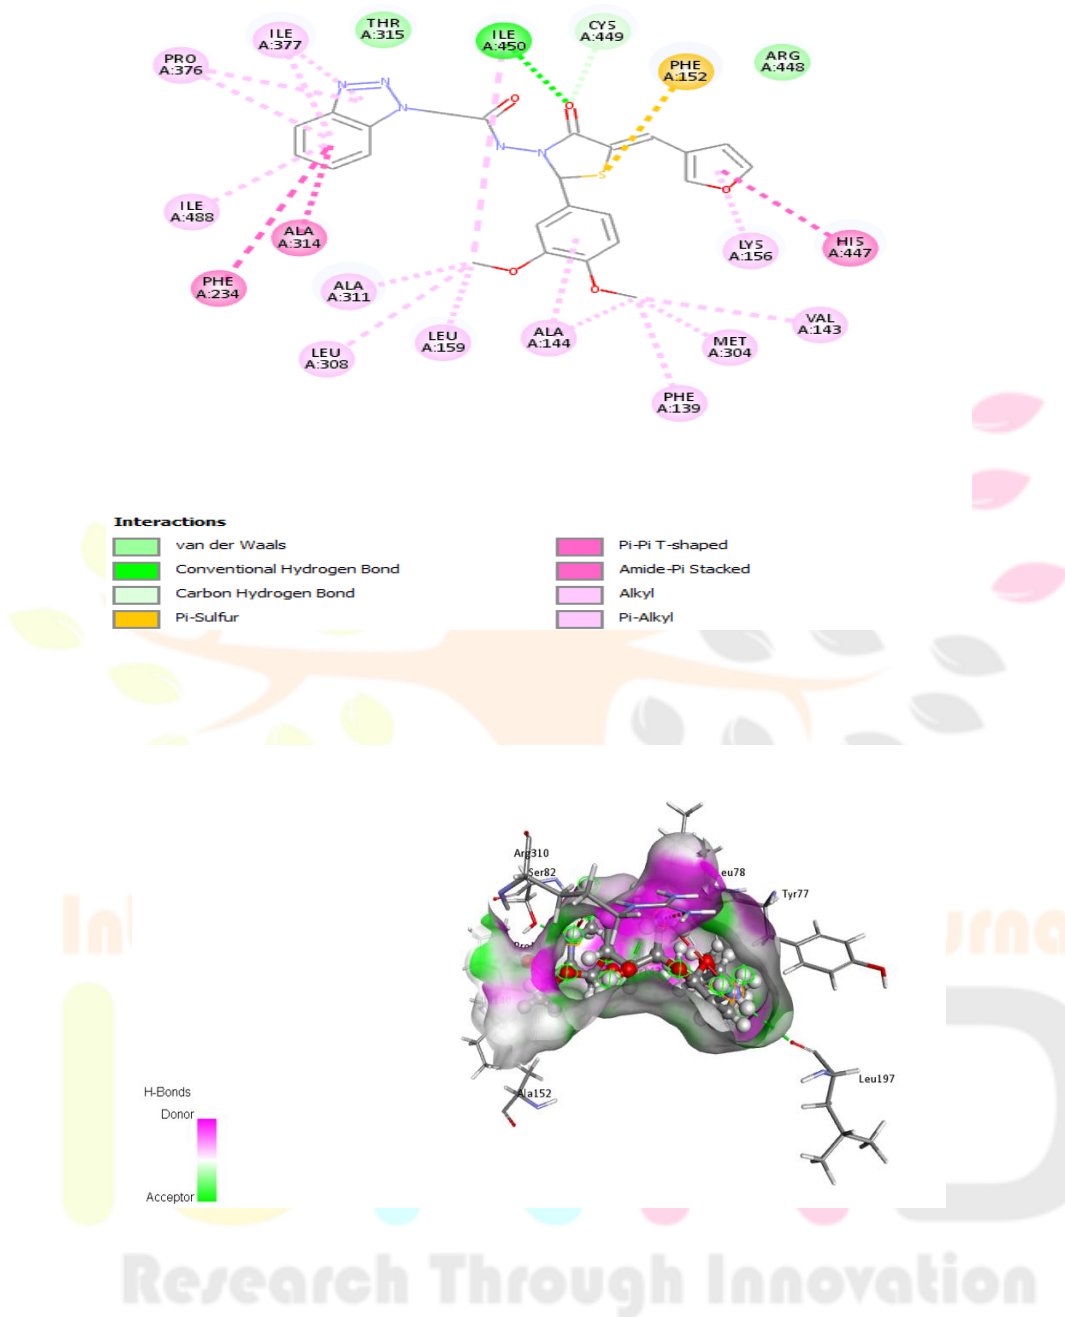 THR
A:315
ILE
A:377
ILE
A:450
CYS
A:449
PRO
A:376
PHE
A:152
ARG
A:448
N
N
N
O
O
N
N
S
O
ILE
A:488
ALA
A:314
LYS
A:156
HIS
A:447
PHE
A:234
ALA
A:311
O
O
LEU
A:308
LEU
A:159
ALA
A:144
MET
A:304
VAL
A:143
PHE
A:139
Interactions
van der Waals
Conventional Hydrogen Bond
Carbon Hydrogen Bond
Pi-Sulfur
Pi-Pi T-shaped
Amide-Pi Stacked
Alkyl
Pi-Alkyl
Arg310
Ser82
eu78
Tyr77
Leu197
Ala152
H-Bonds
Donor
Acceptor
Research Through Innovation